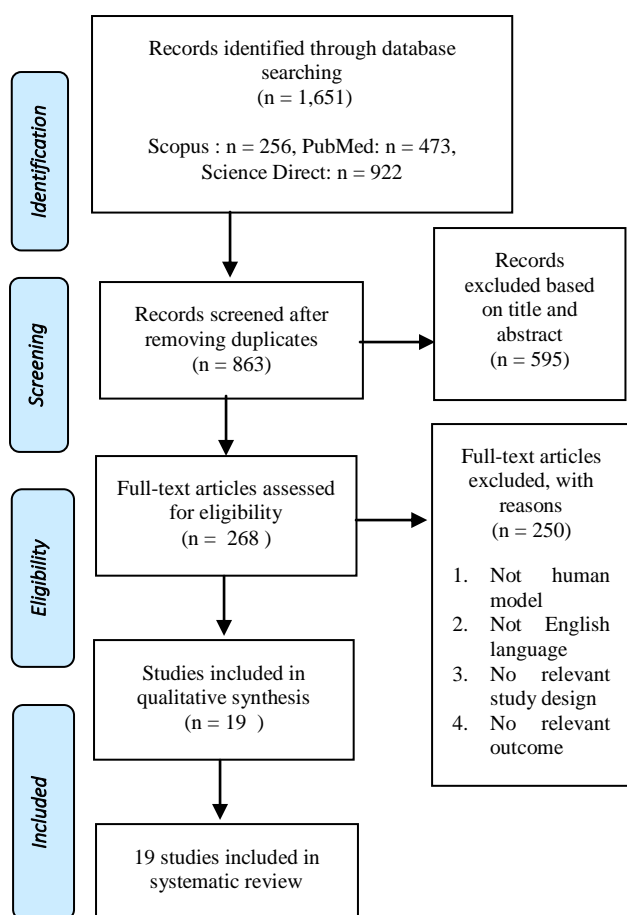 Identification
Records identified through database
searching
(n = 1,651)
Scopus : n = 256, PubMed: n = 473,
Science Direct: n = 922
Screening
Records screened after
removing duplicates
(n = 863)
Records
excluded based
on title and
abstract
(n = 595)
Eligibility
Full-text articles assessed
for eligibility
(n = 268 )
Full-text articles
excluded, with
reasons
(n = 250)
1. Not human
model
2. Not English
language
3. No relevant
study design
4. No relevant
outcome
Studies included in
qualitative synthesis
(n = 19 )
Included
19 studies included in
systematic review